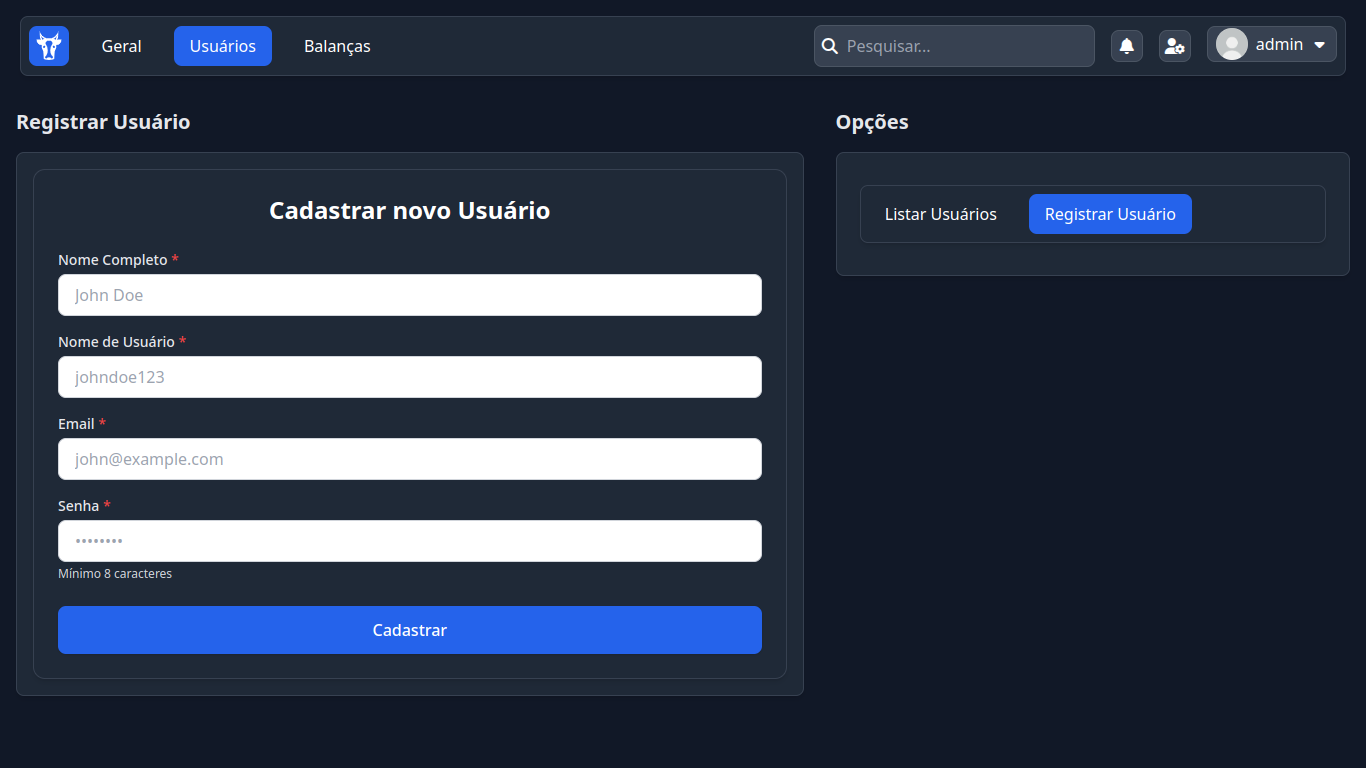 Geral Usuários Balanças Pesquisar... admin
Registrar Usuário
Cadastrar novo Usuário
Nome Completo *
John Doe
Nome de Usuário *
johndoe123
Email *
john@example.com
Senha *
••••••••
Mínimo 8 caracteres
Cadastrar
Opções
Listar Usuários Registrar Usuário